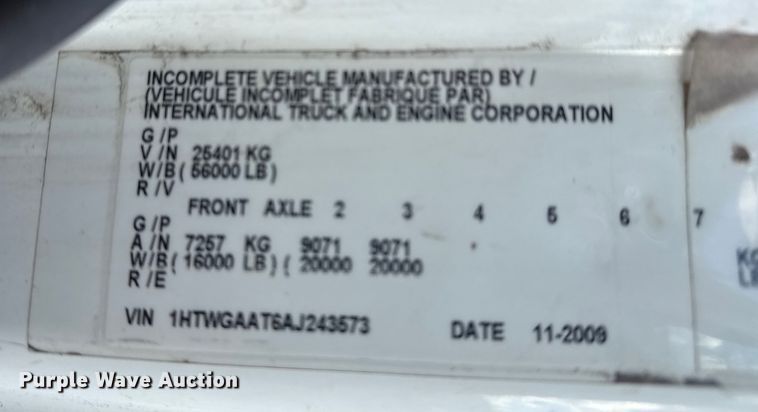 INCOMPLETE VEHICLE MANUFACTURED BY /
(VEHICULE INCOMPLET FABRIQUE PAR)
INTERNATIONAL TRUCK AND ENGINE CORPORATION
G /P
V /N 25401 KG
W/B ( 56000 LB )
R /V
FRONT AXLE 2 3 4 5 6 7
G /P
A /N 7257 KG 9071 9071
W/B ( 16000 LB ) ( 20000 20000
R /E
VIN 1HTWGAAT6AJ243573 DATE 11-2009
Purple Wave Auction